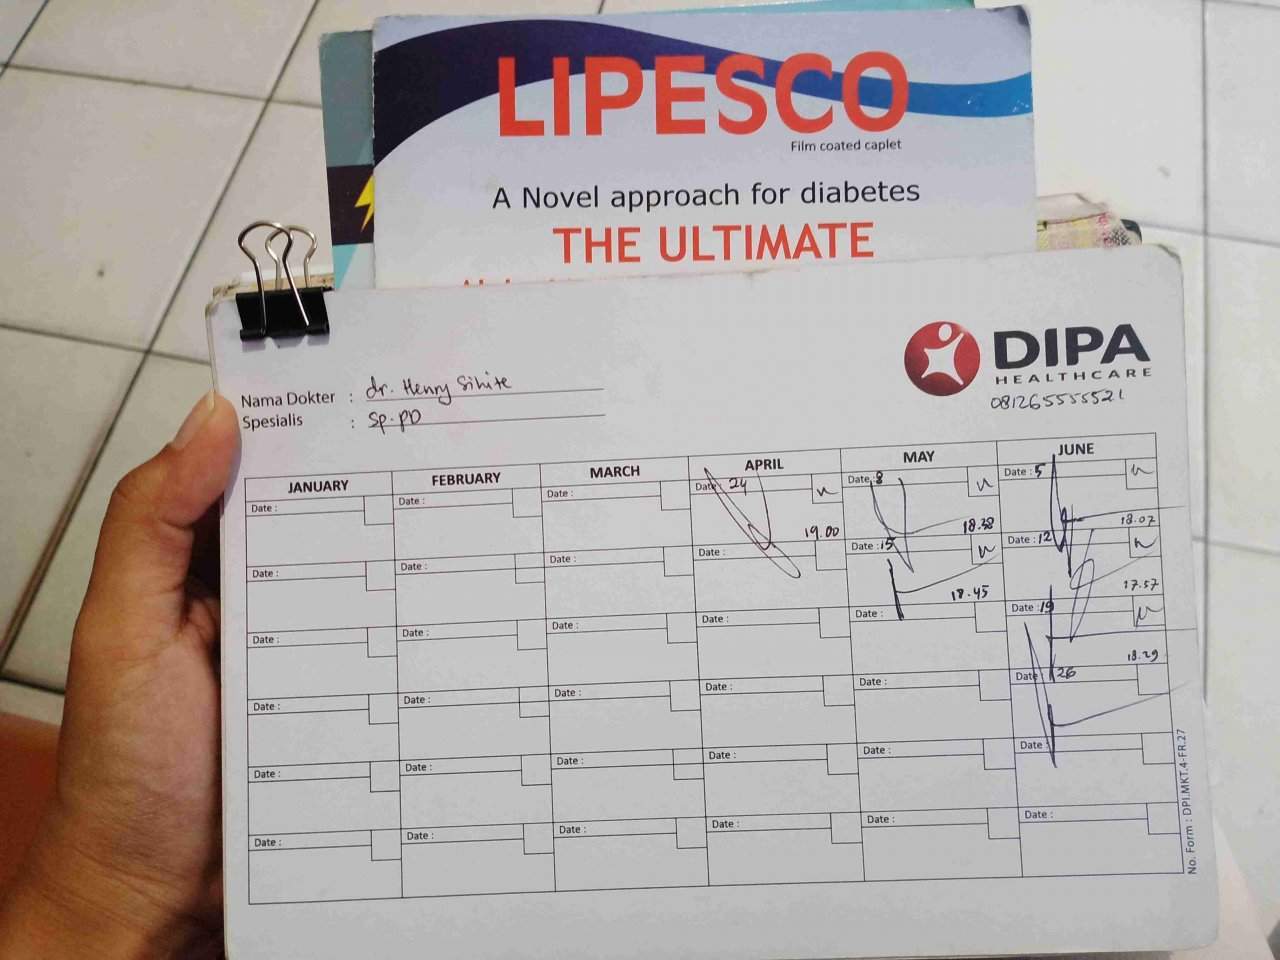 LIPESCO
Film coated caplet
A Novel approach for diabetes
THE ULTIMATE
DIPA
HEALTHCARE
081265555521
Nama Dokter : dr. Henry Sihite
Spesialis : Sp.PD
JANUARY FEBRUARY MARCH APRIL MAY JUNE
Date : Date : Date : Date : 24 Date : 8 Date : 5
19.00 18.38 18.07
Date : Date : Date : Date : Date : 15 Date : 12
18.45 17.57
Date : Date : Date : Date : Date : Date : 19
18.29
Date : Date : Date : Date : Date : Date : 26
Date : Date : Date : Date : Date : Date :
Date : Date : Date : Date : Date : Date :
No. Form : DPI.MKT.4-FR.27